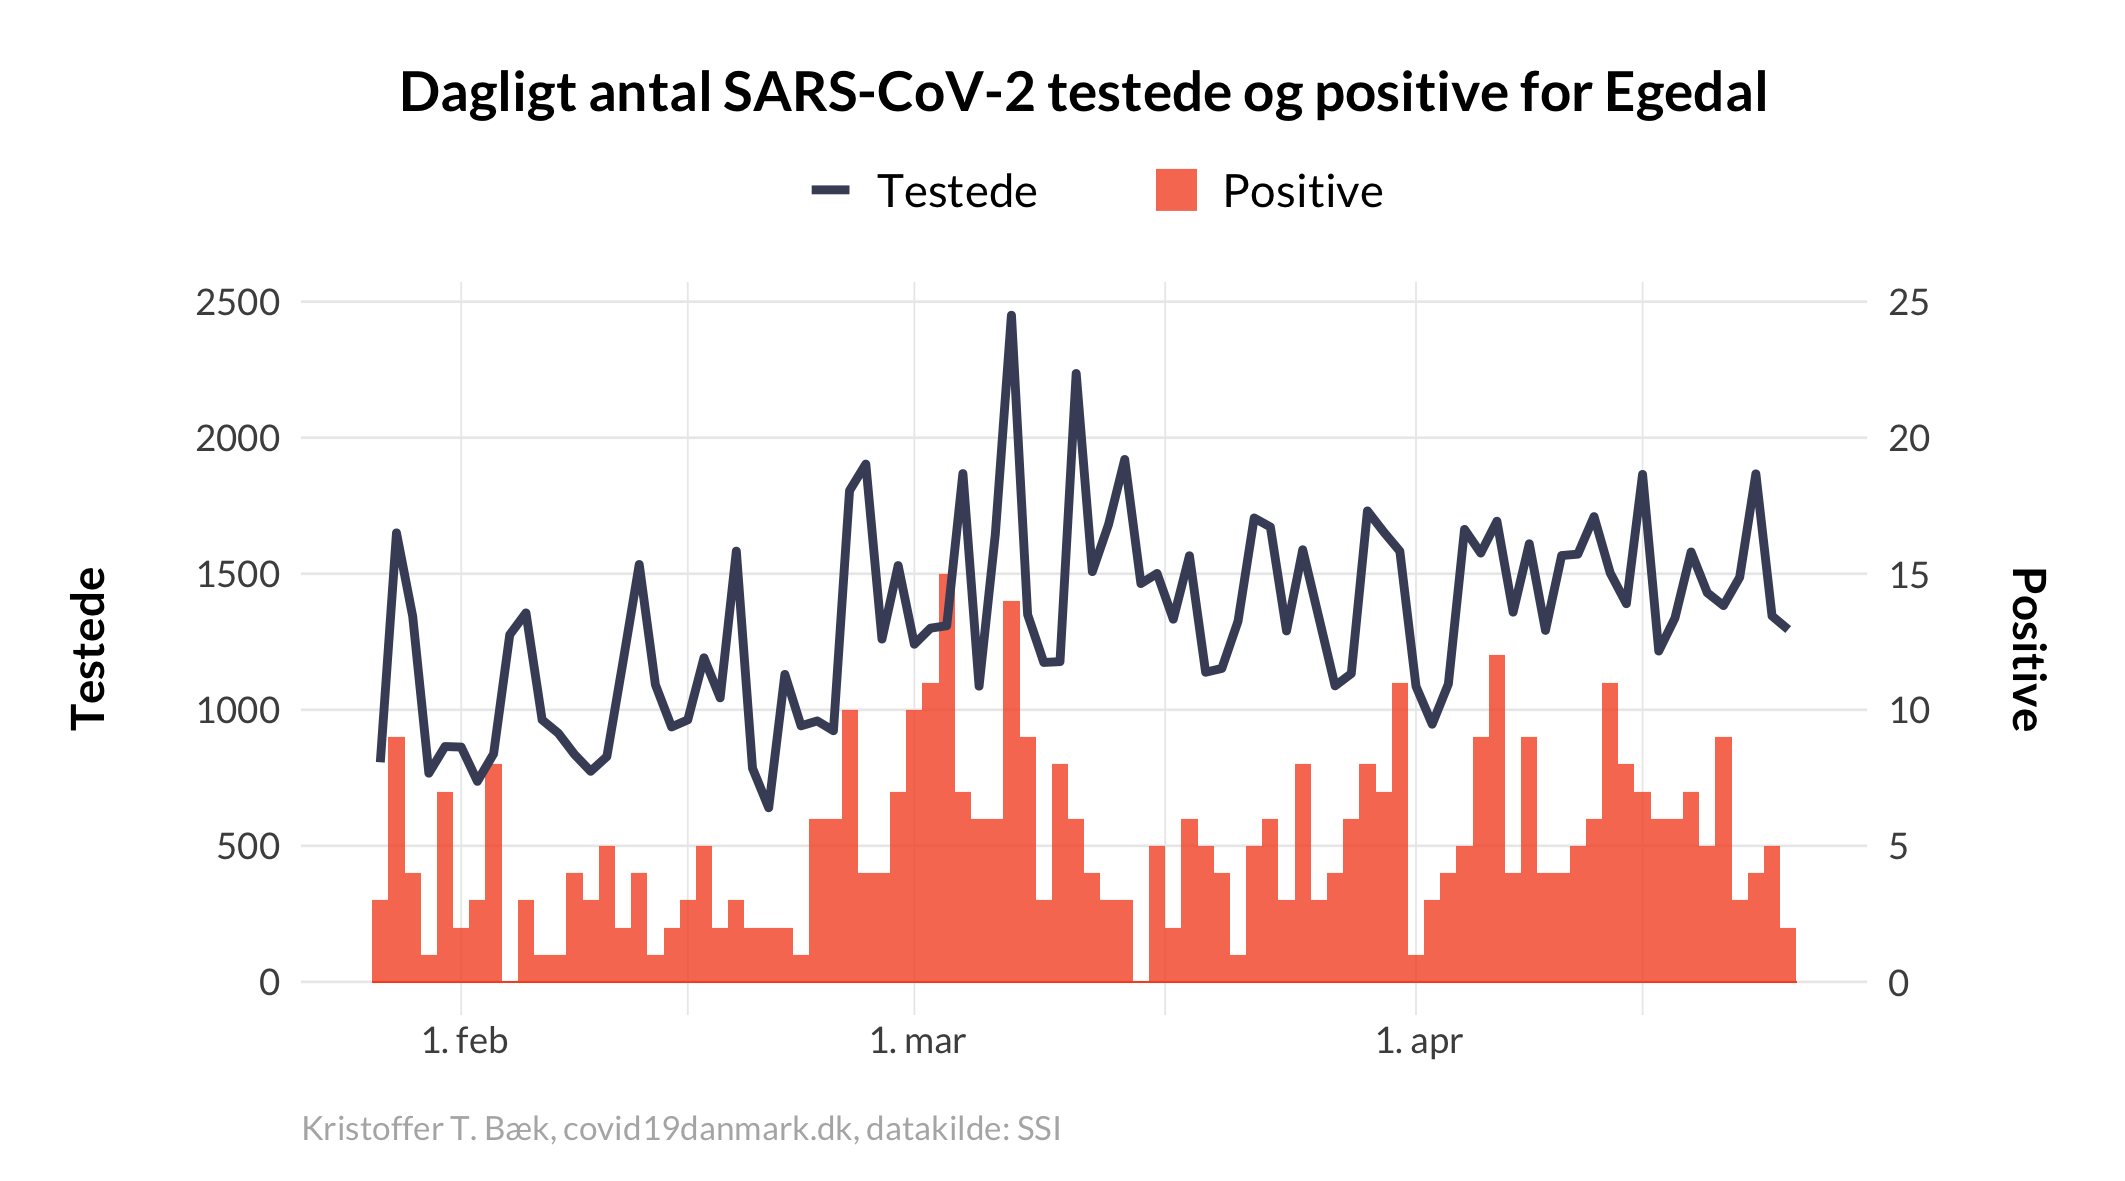 Dagligt antal SARS-CoV-2 testede og positive for Egedal
Testede
Positive
2500
2000
1500
1000
500
0
Testede
25
20
15
10
5
0
Positive
1. feb
1. mar
1. apr
Kristoffer T. Bæk, covid19danmark.dk, datakilde: SSI